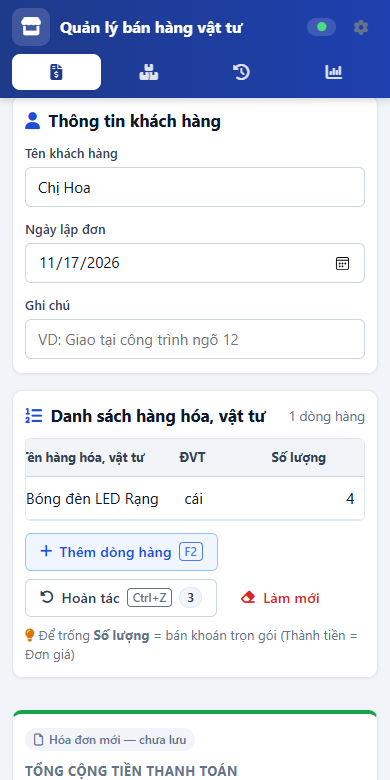 Quản lý bán hàng vật tư
Thông tin khách hàng
Tên khách hàng
Chị Hoa
Ngày lập đơn
11/17/2026
Ghi chú
VD: Giao tại công trình ngõ 12
Danh sách hàng hóa, vật tư 1 dòng hàng
Tên hàng hóa, vật tư ĐVT Số lượng
Bóng đèn LED Rạng cái 4
+ Thêm dòng hàng F2
Hoàn tác Ctrl+Z 3 Làm mới
Để trống Số lượng = bán khoán trọn gói (Thành tiền =
Đơn giá)
Hóa đơn mới — chưa lưu
TỔNG CỘNG TIỀN THANH TOÁN